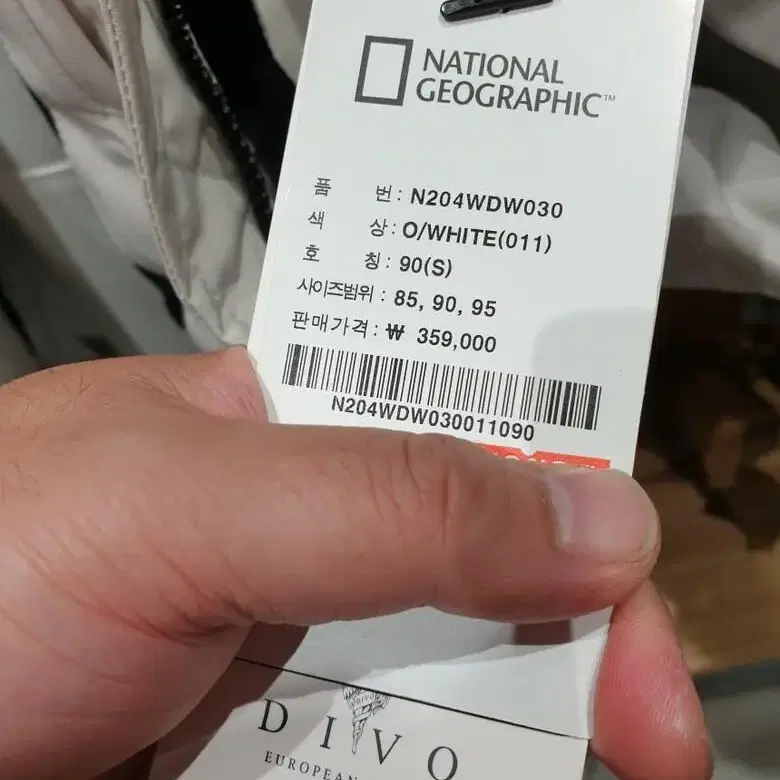 NATIONAL
GEOGRAPHIC™
품 번 : N204WDW030
색 상 : O/WHITE(011)
호 칭 : 90(S)
사이즈범위 : 85, 90, 95
판매가격 : ₩ 359,000
N204WDW030011090
DIVO
EUROPEAN